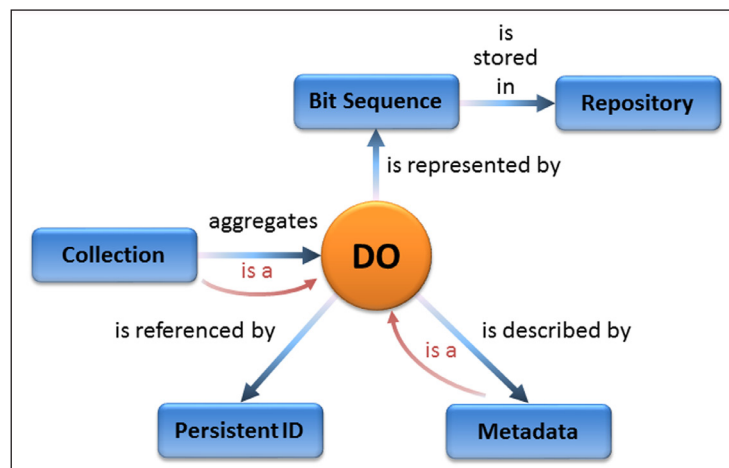 is
stored
in
Bit Sequence
Repository
is represented by
aggregates
Collection
DO
is a
is referenced by
is described by
is a
Persistent ID
Metadata